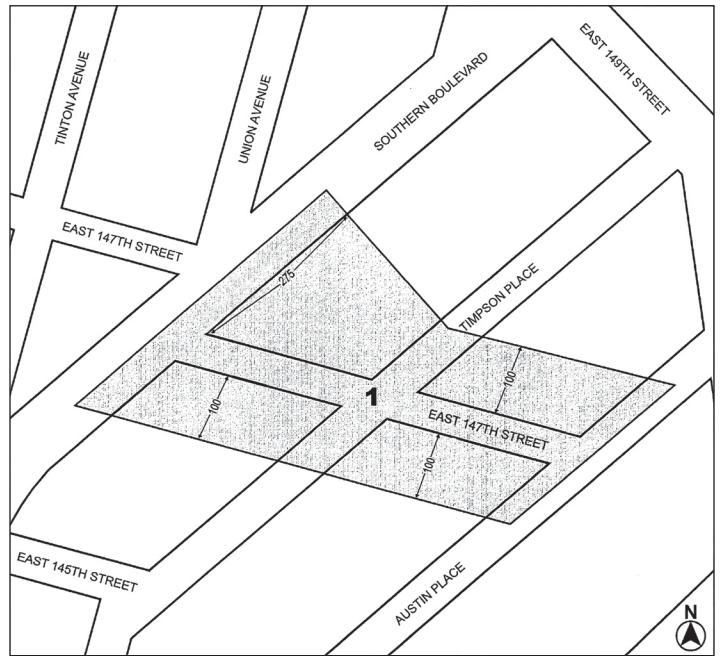 EAST 149TH STREET
SOUTHERN BOULEVARD
TINTON AVENUE
UNION AVENUE
EAST 147TH STREET
275
TIMPSON PLACE
100
1
100
EAST 147TH STREET
100
EAST 145TH STREET
AUSTIN PLACE
N